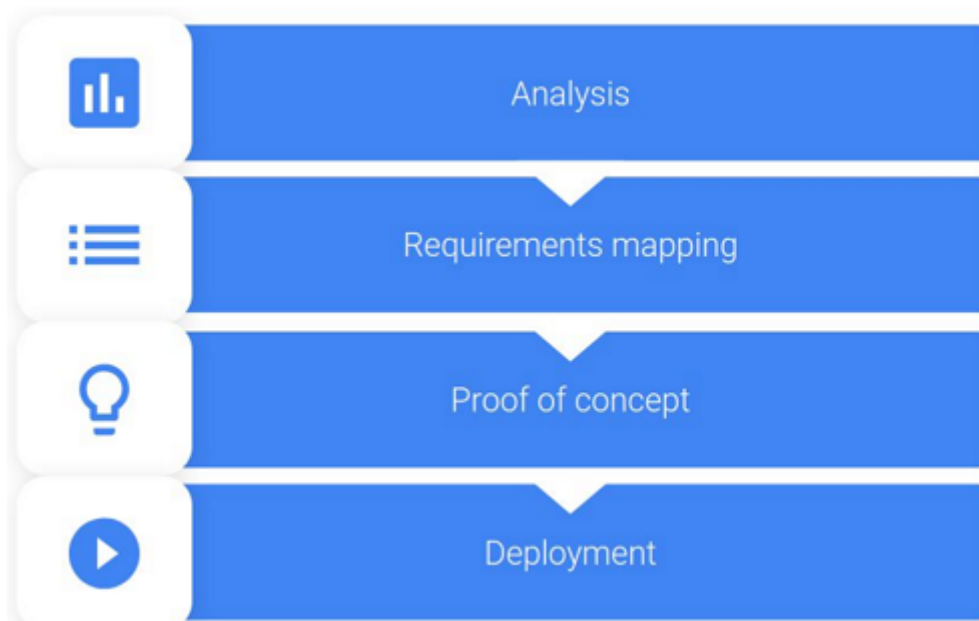 Analysis
Requirements mapping
Proof of concept
Deployment